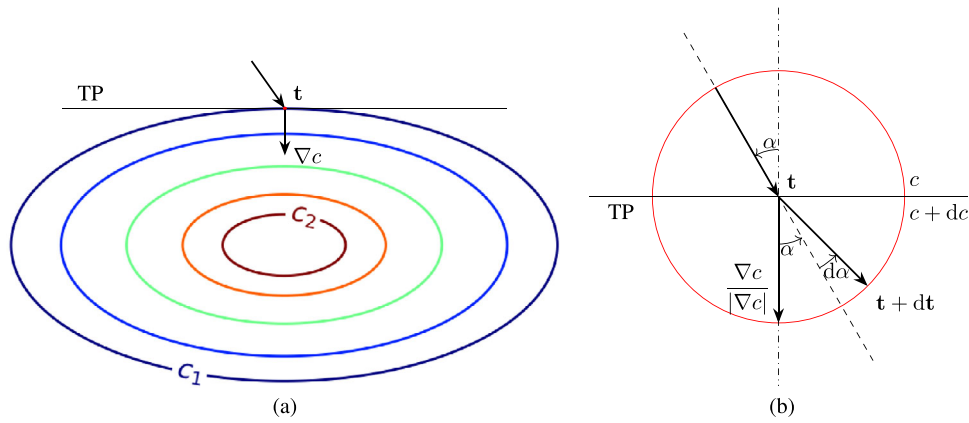 TP
t
∇c
c₂
c₁
(a)
α
t
c
TP
c + dc
α
dα
∇c
|∇c|
t + dt
(b)